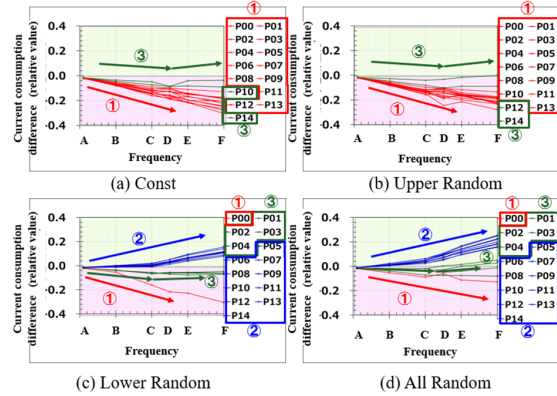 Current consumption
difference (relative value)
0.4
0.2
0.0
-0.2
-0.4
A B C D E F
Frequency
①
③
①
③
P00 P01
P02 P03
P04 P05
P06 P07
P08 P09
P10 P11
P12 P13
P14
(a) Const
Current consumption
difference (relative value)
0.4
0.2
0.0
-0.2
-0.4
A B C D E F
Frequency
①
③
①
③
P00 P01
P02 P03
P04 P05
P06 P07
P08 P09
P10 P11
P12 P13
P14
(b) Upper Random
Current consumption
difference (relative value)
0.4
0.2
0.0
-0.2
-0.4
A B C D E F
Frequency
②
③
①
① ③
P00 P01
P02 P03
P04 P05
P06 P07
P08 P09
P10 P11
P12 P13
P14
②
(c) Lower Random
Current consumption
difference (relative value)
0.4
0.2
0.0
-0.2
-0.4
A B C D E F
Frequency
②
③
①
① ③
P00 P01
P02 P03
P04 P05
P06 P07
P08 P09
P10 P11
P12 P13
P14
②
(d) All Random